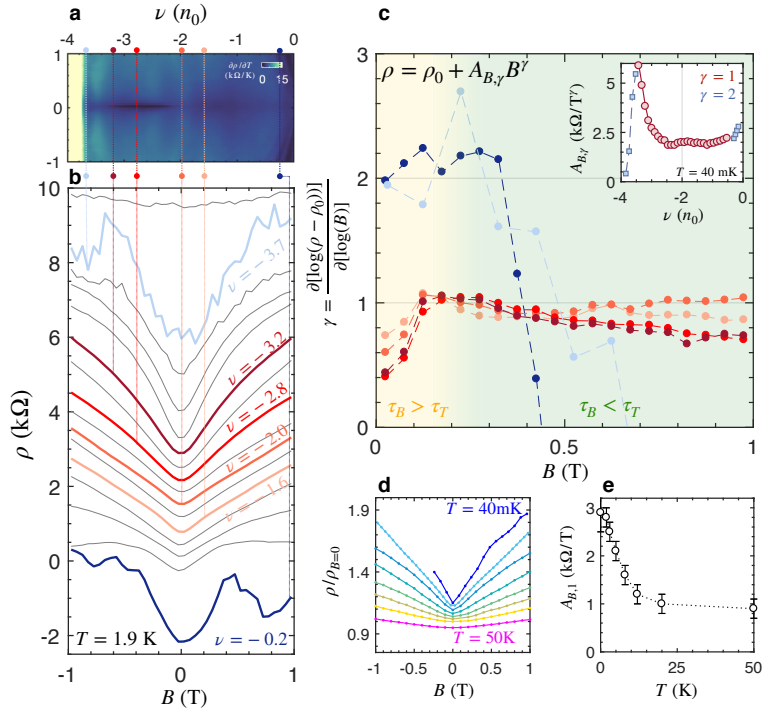 a
ν (n₀)
−4 −3 −2 −1 −0
1
0
-1
∂ρ/∂T
(kΩ/K)
0 15
b
ρ (kΩ)
10
8
6
4
2
0
-2
ν = −3.7
ν = −3.2
ν = −2.8
ν = −2.0
ν = −1.6
ν = −0.2
T = 1.9 K
-1 0 1
B (T)
c
γ = ∂[log(ρ − ρ₀))] / ∂[log(B)]
3
2
1
0
ρ = ρ₀ + A_{B,γ}B^γ
τ_B > τ_T
τ_B < τ_T
0 0.5 1
B (T)
A_{B,γ} (kΩ/T^γ)
6
4
2.5
0
γ = 1
γ = 2
T = 40 mK
−4 −2 0
ν (n₀)
d
ρ/ρ_{B=0}
1.9
1.4
0.9
T = 40mK
T = 50K
-1 -0.5 0 0.5 1
B (T)
e
A_{B,1} (kΩ/T)
3
2
1
0
0 25 50
T (K)